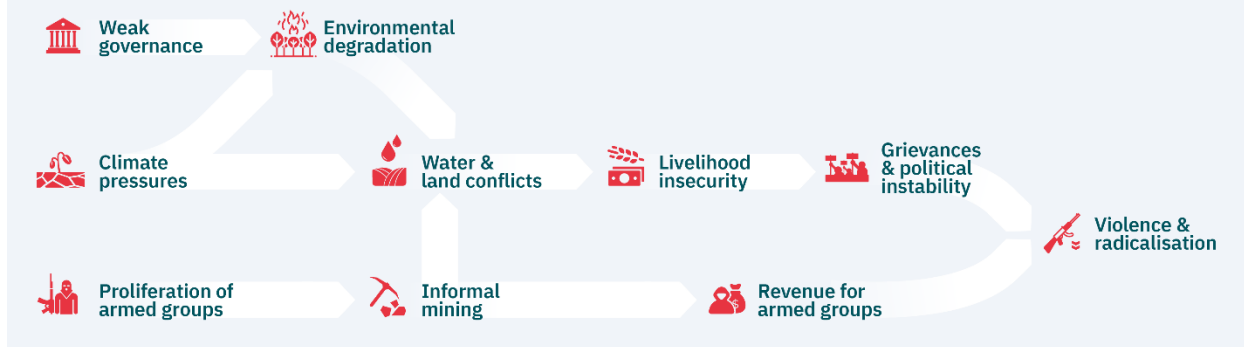 Weak
governance
Environmental
degradation
Climate
pressures
Water &
land conflicts
Livelihood
insecurity
Grievances
& political
instability
Violence &
radicalisation
Proliferation of
armed groups
Informal
mining
Revenue for
armed groups